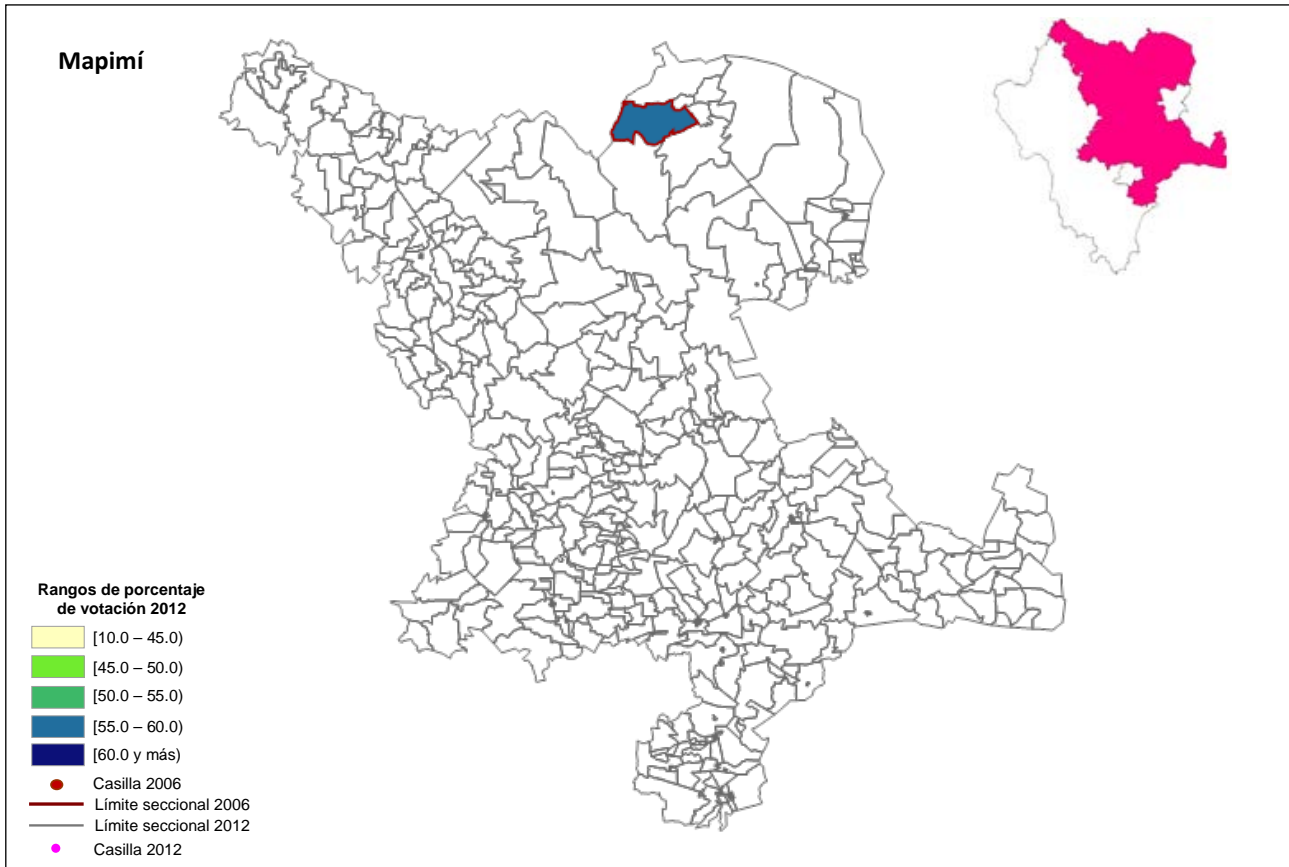 Mapimí
Rangos de porcentaje
de votación 2012
[10.0 – 45.0)
[45.0 – 50.0)
[50.0 – 55.0)
[55.0 – 60.0)
[60.0 y más)
Casilla 2006
Límite seccional 2006
Límite seccional 2012
Casilla 2012